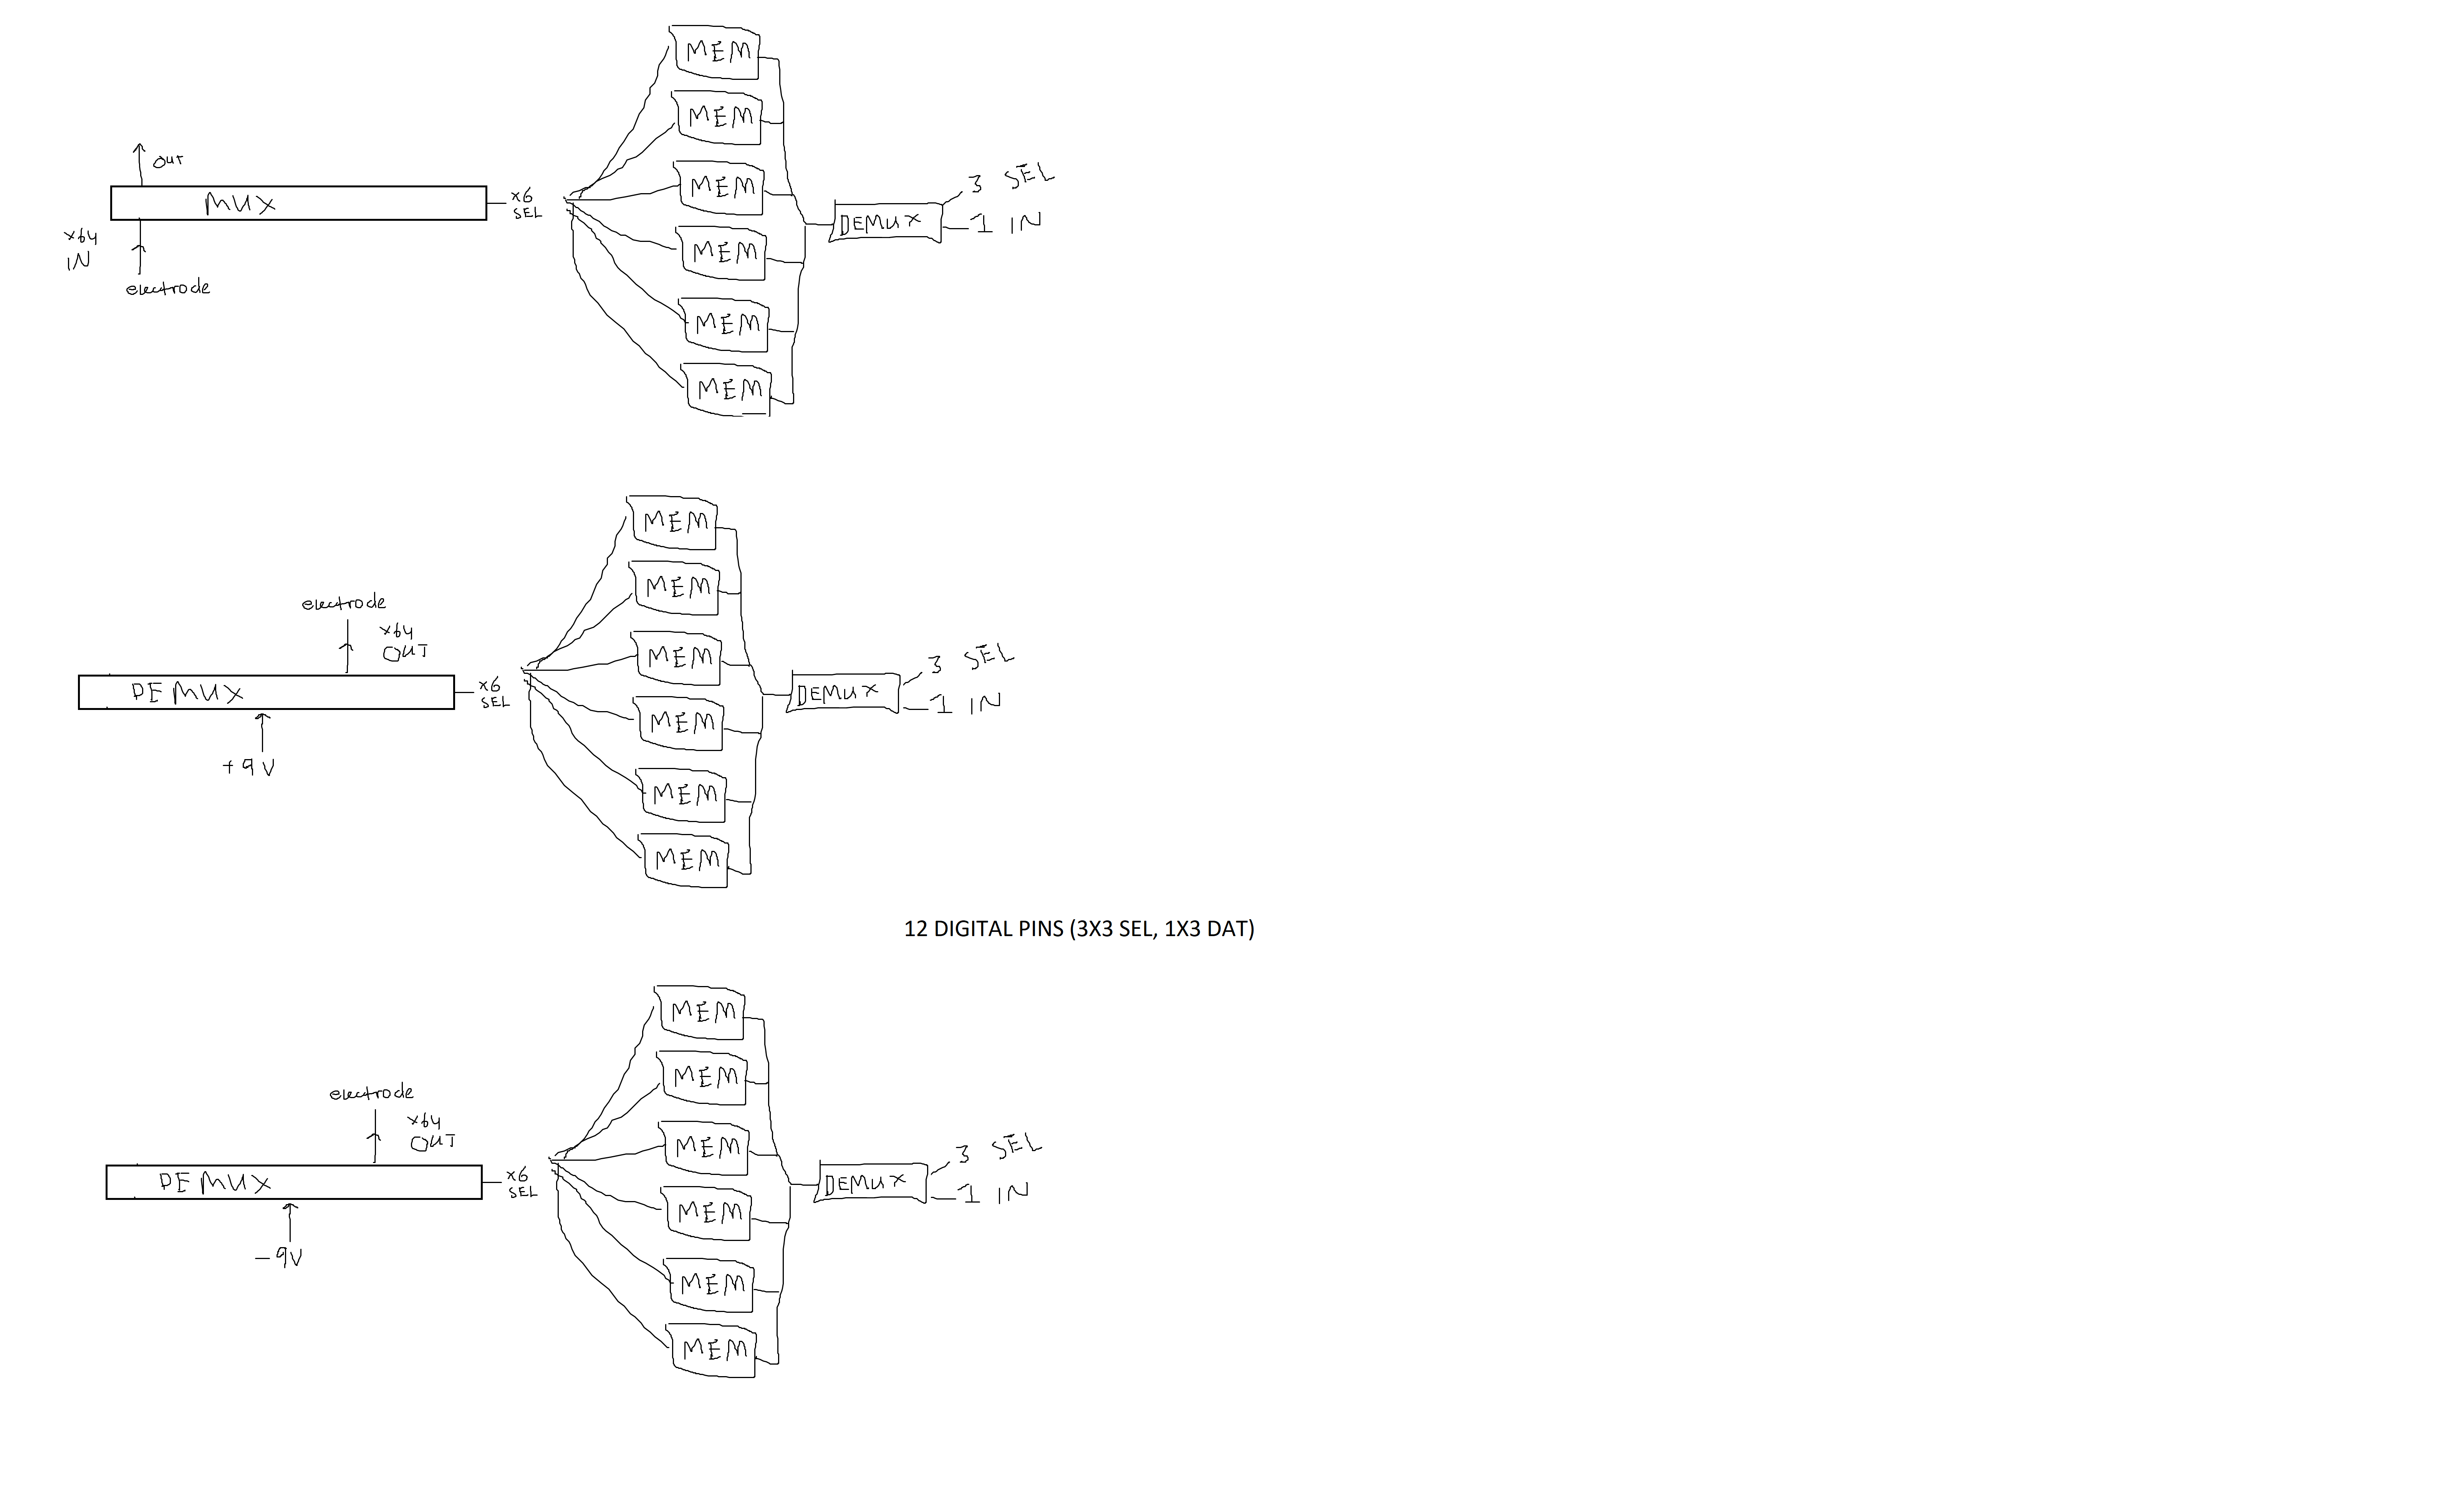 MEM
MEM
MEM
MEM
MEM
MEM
out
MUX
x6
SEL
x64
IN
electrode
DEMUX
3 SEL
1 IN
MEM
MEM
MEM
MEM
MEM
MEM
electrode
x64
OUT
DEMUX
x6
SEL
+9V
DEMUX
3 SEL
1 IN
12 DIGITAL PINS (3X3 SEL, 1X3 DAT)
MEM
MEM
MEM
MEM
MEM
MEM
electrode
x64
OUT
DEMUX
x6
SEL
-9V
DEMUX
3 SEL
1 IN